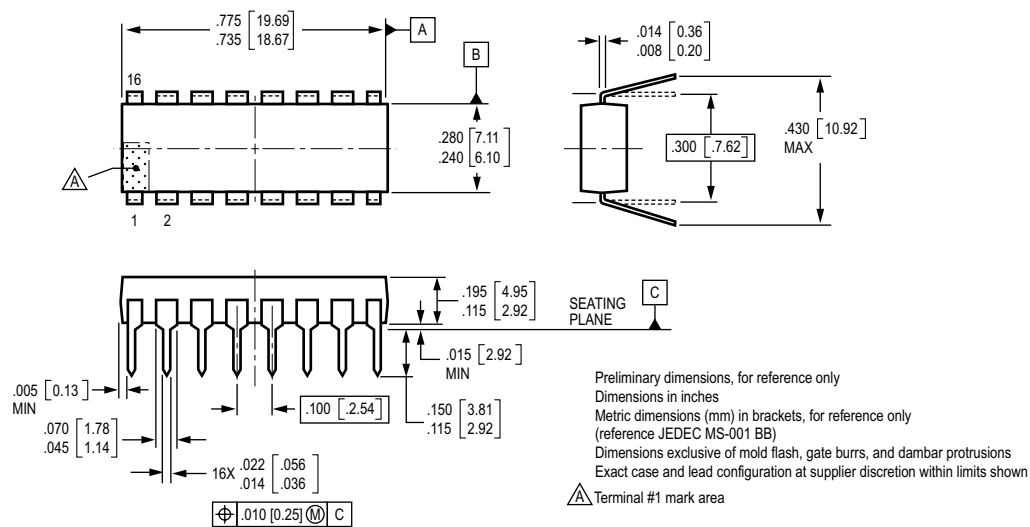 .775 [19.69]
.735 [18.67]
A
.014 [0.36]
.008 [0.20]
B
16
.280 [7.11]
.240 [6.10]
.300 [.7.62]
.430 [10.92]
MAX
A
1 2
.195 [4.95]
.115 [2.92]
SEATING
PLANE
C
.015 [2.92]
MIN
.005 [0.13]
MIN
.100 [.2.54]
.150 [3.81]
.115 [2.92]
.070 [1.78]
.045 [1.14]
16X .022 [.056]
.014 [.036]
⌖ .010 [0.25] Ⓜ C
Preliminary dimensions, for reference only
Dimensions in inches
Metric dimensions (mm) in brackets, for reference only
(reference JEDEC MS-001 BB)
Dimensions exclusive of mold flash, gate burrs, and dambar protrusions
Exact case and lead configuration at supplier discretion within limits shown
A Terminal #1 mark area